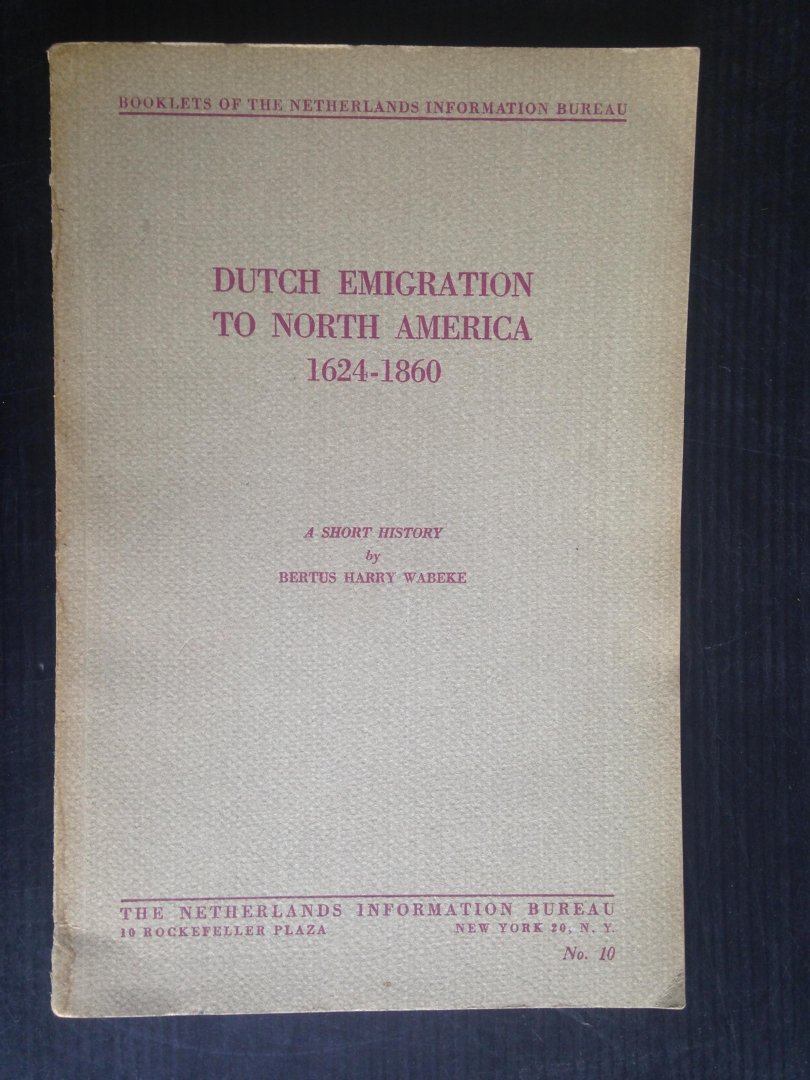 BOOKLETS OF THE NETHERLANDS INFORMATION BUREAU
DUTCH EMIGRATION
TO NORTH AMERICA
1624-1860
A SHORT HISTORY
by
BERTUS HARRY WABEKE
THE NETHERLANDS INFORMATION BUREAU
10 ROCKEFELLER PLAZA NEW YORK 20, N. Y.
No. 10